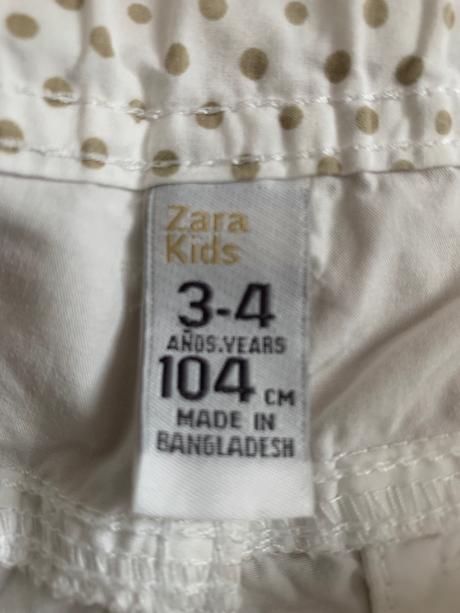 Zara
Kids
3-4
AÑOS.YEARS
104 CM
MADE IN
BANGLADESH